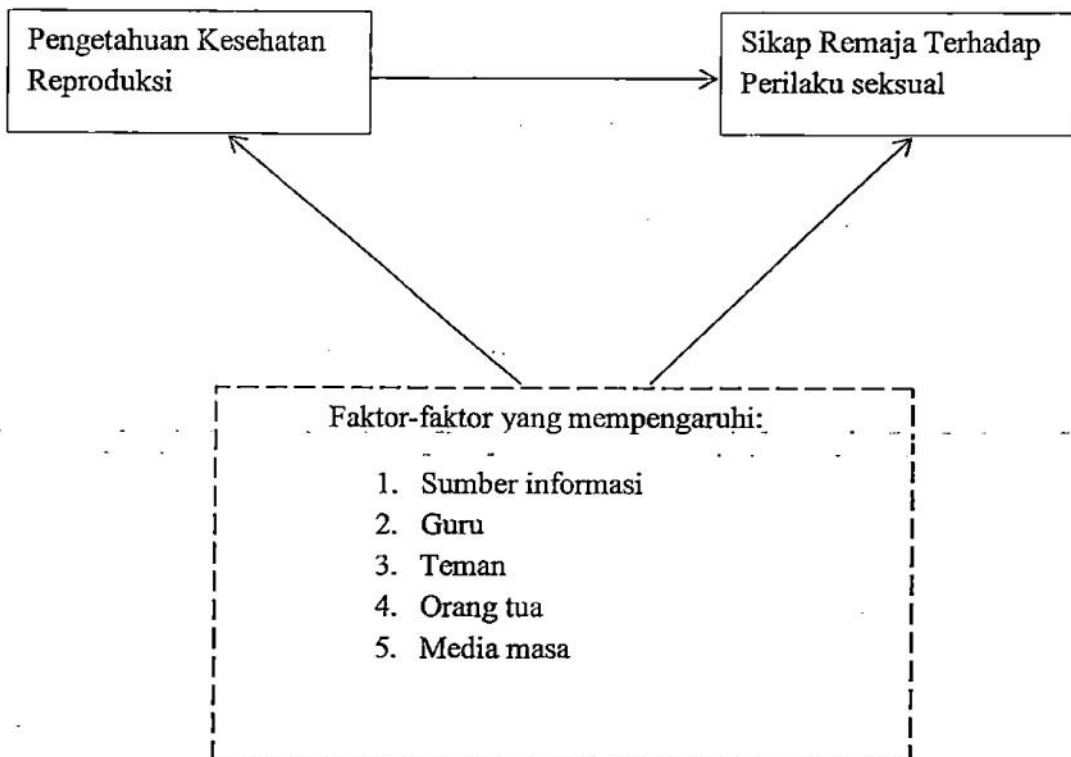 Pengetahuan Kesehatan
Reproduksi
Sikap Remaja Terhadap
Perilaku seksual
Faktor-faktor yang mempengaruhi:
1. Sumber informasi
2. Guru
3. Teman
4. Orang tua
5. Media masa